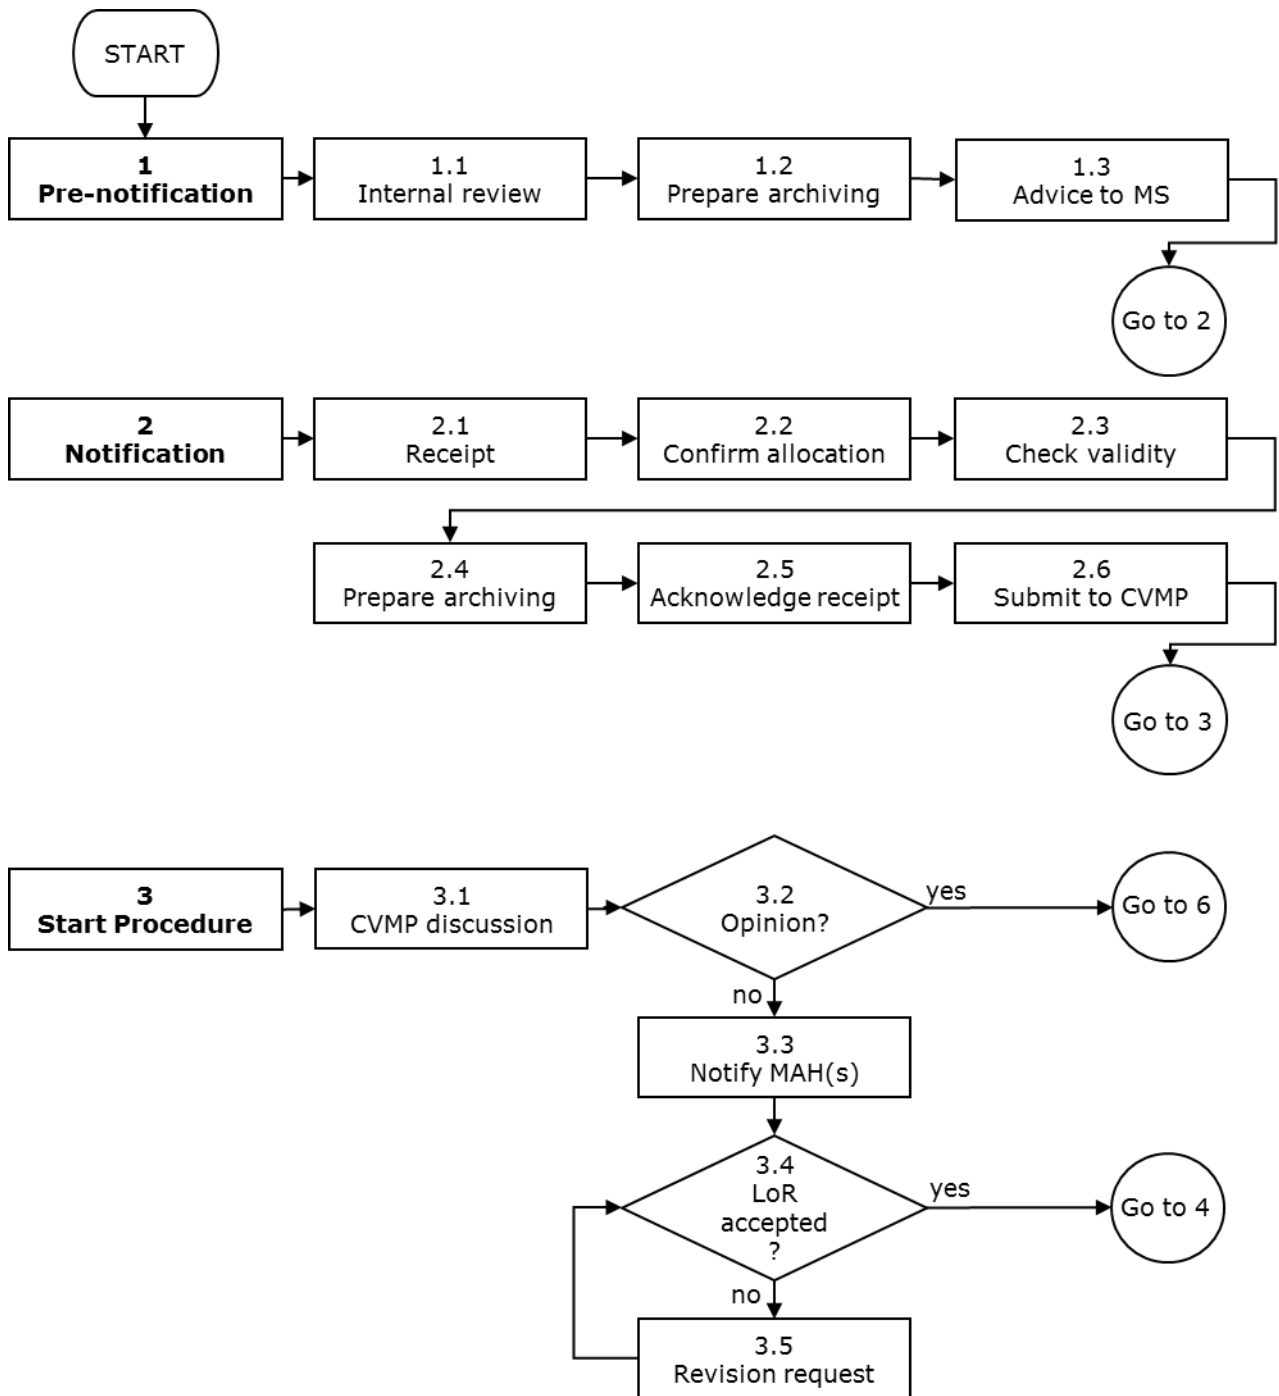 START
1
Pre-notification
1.1
Internal review
1.2
Prepare archiving
1.3
Advice to MS
Go to 2
2
Notification
2.1
Receipt
2.2
Confirm allocation
2.3
Check validity
2.4
Prepare archiving
2.5
Acknowledge receipt
2.6
Submit to CVMP
Go to 3
3
Start Procedure
3.1
CVMP discussion
3.2
Opinion?
yes
Go to 6
no
3.3
Notify MAH(s)
3.4
LoR
accepted
?
yes
Go to 4
no
3.5
Revision request